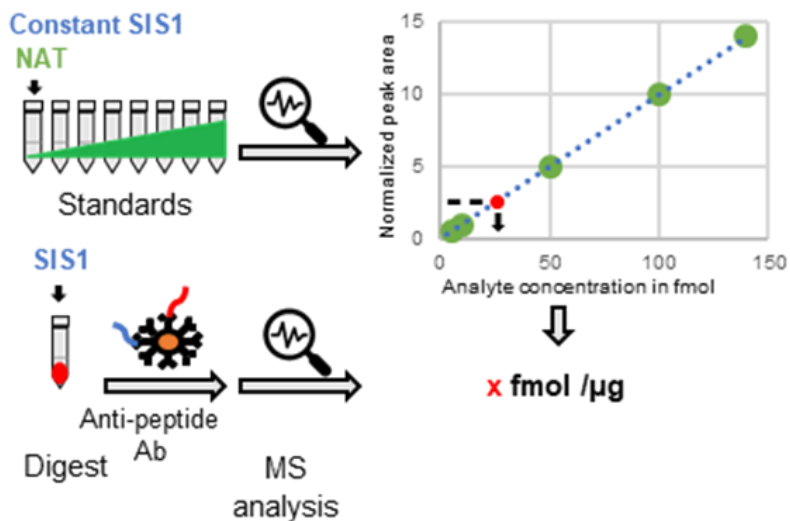 Constant SIS1
NAT
Standards
SIS1
Digest
Anti-peptide
Ab
MS
analysis
Normalized peak area
15
10
5
0
0
50
100
150
Analyte concentration in fmol
x fmol /µg